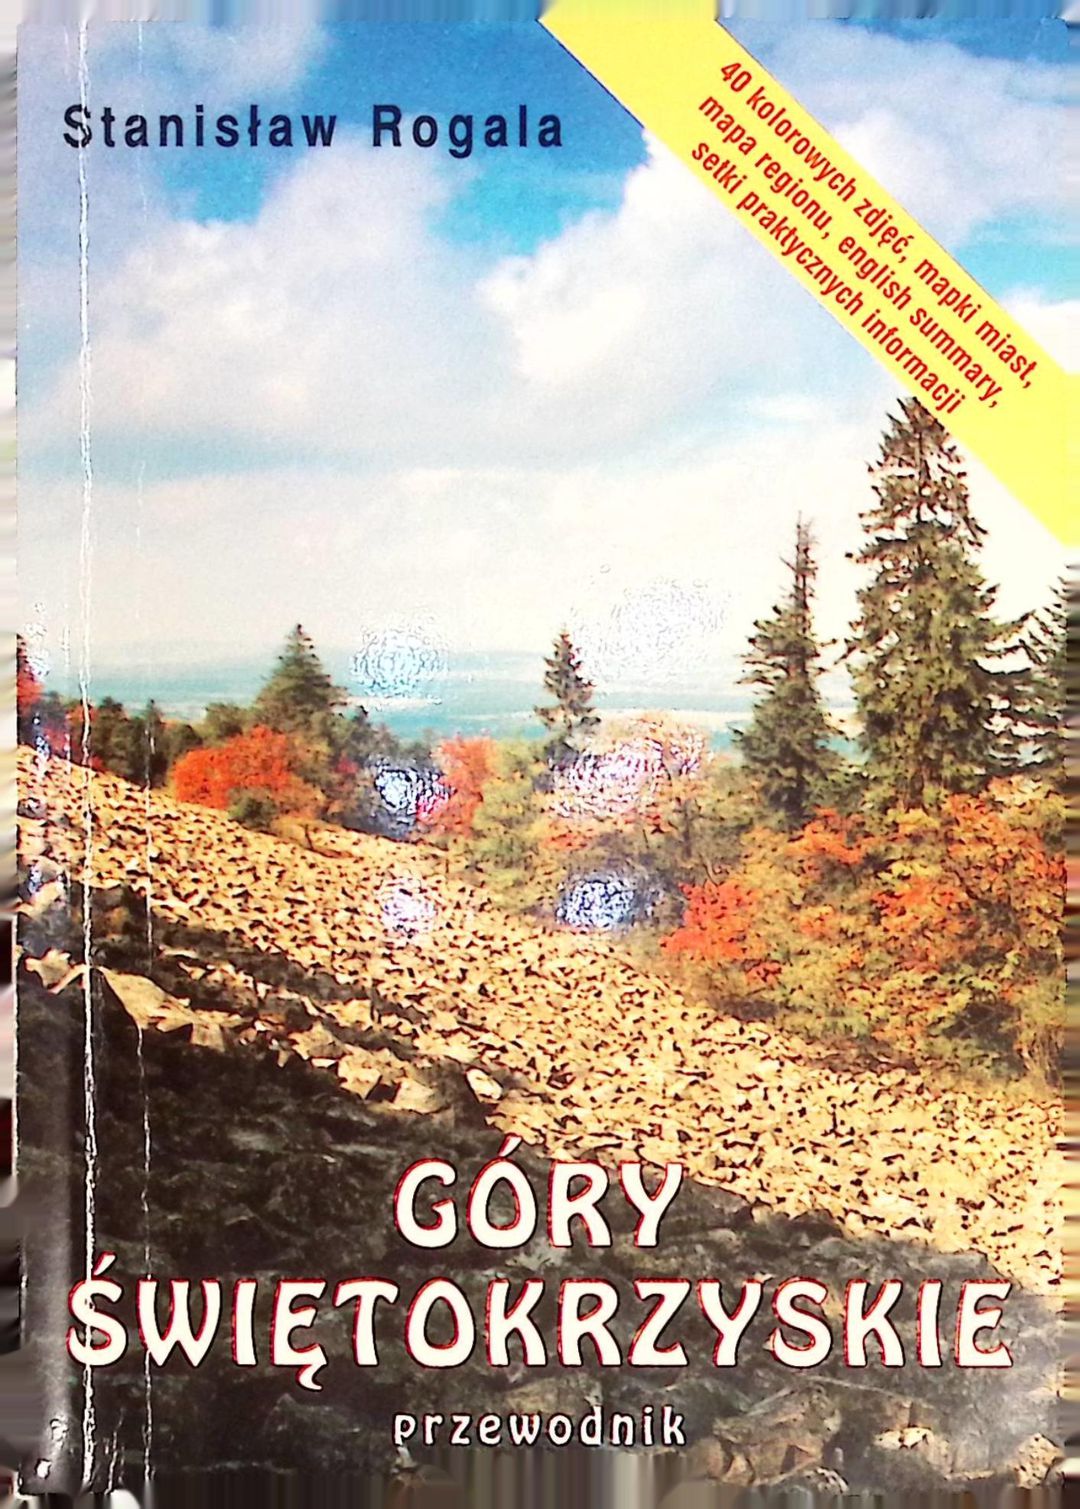 Stanisław Rogala
40 kolorowych zdjęć, mapki miast,
mapa regionu, english summary,
setki praktycznych informacji
GÓRY
ŚWIĘTOKRZYSKIE
przewodnik